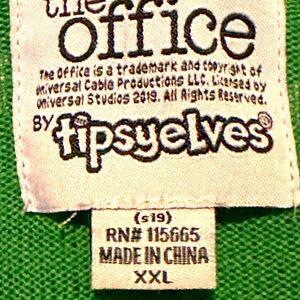 the
office
The Office is a trademark and copyright of
Universal Cable Productions LLC. Licensed by
Universal Studios 2019. All Rights Reserved.
BY tipsyelves
(s19)
RN# 115665
MADE IN CHINA
XXL